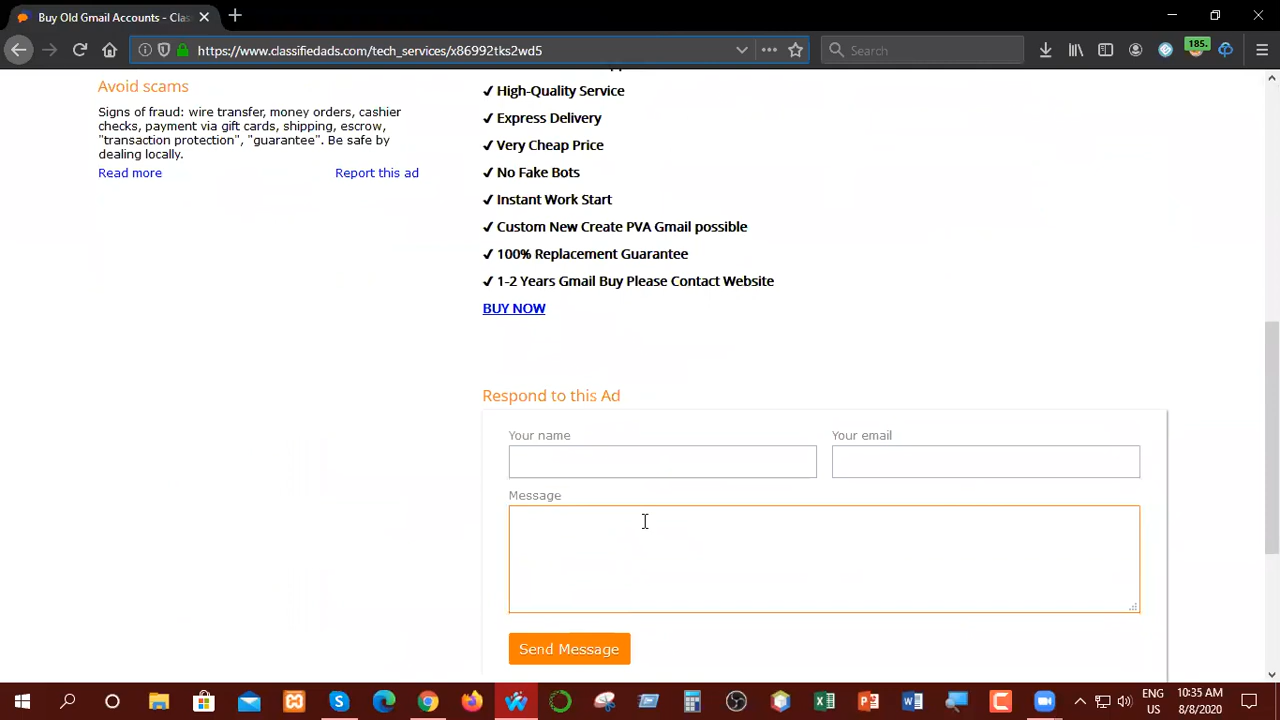 Buy Old Gmail Accounts - Clas
https://www.classifiedads.com/tech_services/x86992tks2wd5
Search
185.
Avoid scams
Signs of fraud: wire transfer, money orders, cashier
checks, payment via gift cards, shipping, escrow,
"transaction protection", "guarantee". Be safe by
dealing locally.
Read more
Report this ad
✔ High-Quality Service
✔ Express Delivery
✔ Very Cheap Price
✔ No Fake Bots
✔ Instant Work Start
✔ Custom New Create PVA Gmail possible
✔ 100% Replacement Guarantee
✔ 1-2 Years Gmail Buy Please Contact Website
BUY NOW
Respond to this Ad
Your name
Your email
Message
Send Message
ENG
US
10:35 AM
8/8/2020